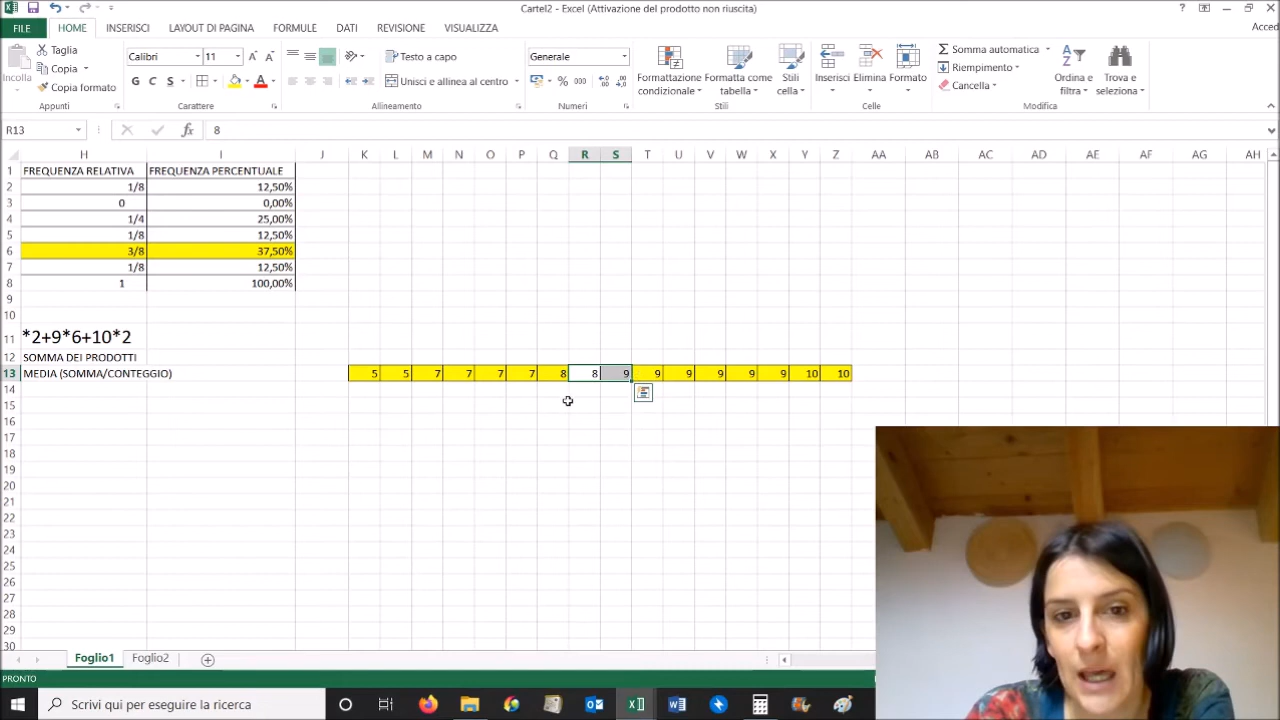 Cartel2 - Excel (Attivazione del prodotto non riuscita)
FILE HOME INSERISCI LAYOUT DI PAGINA FORMULE DATI REVISIONE VISUALIZZA Acced
Incolla Taglia Copia Copia formato
Calibri 11 G C S A A A
Testo a capo
Unisci e allinea al centro
Generale % 000
Formattazione condizionale Formatta come tabella Stili cella
Inserisci Elimina Formato
Somma automatica Riempimento Cancella
Ordina e filtra Trova e seleziona
Appunti Carattere Allineamento Numeri Stili Celle Modifica
R13 fx 8
H I J K L M N O P Q R S T U V W X Y Z AA AB AC AD AE AF AG AH
1 FREQUENZA RELATIVA FREQUENZA PERCENTUALE
2 1/8 12,50%
3 0 0,00%
4 1/4 25,00%
5 1/8 12,50%
6 3/8 37,50%
7 1/8 12,50%
8 1 100,00%
9
10
11 *2+9*6+10*2
12 SOMMA DEI PRODOTTI
13 MEDIA (SOMMA/CONTEGGIO) 5 5 7 7 7 7 8 8 9 9 9 9 9 9 10 10
14
15
16
17
18
19
20
21
22
23
24
25
26
27
28
29
30
Foglio1 Foglio2
PRONTO
Scrivi qui per eseguire la ricerca